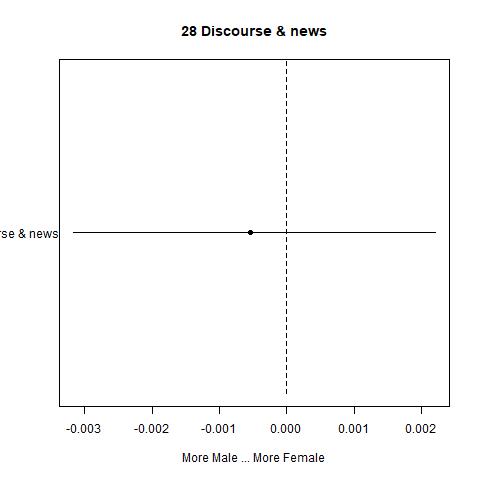 28 Discourse & news
rse & news
-0.003 -0.002 -0.001 0.000 0.001 0.002
More Male ... More Female